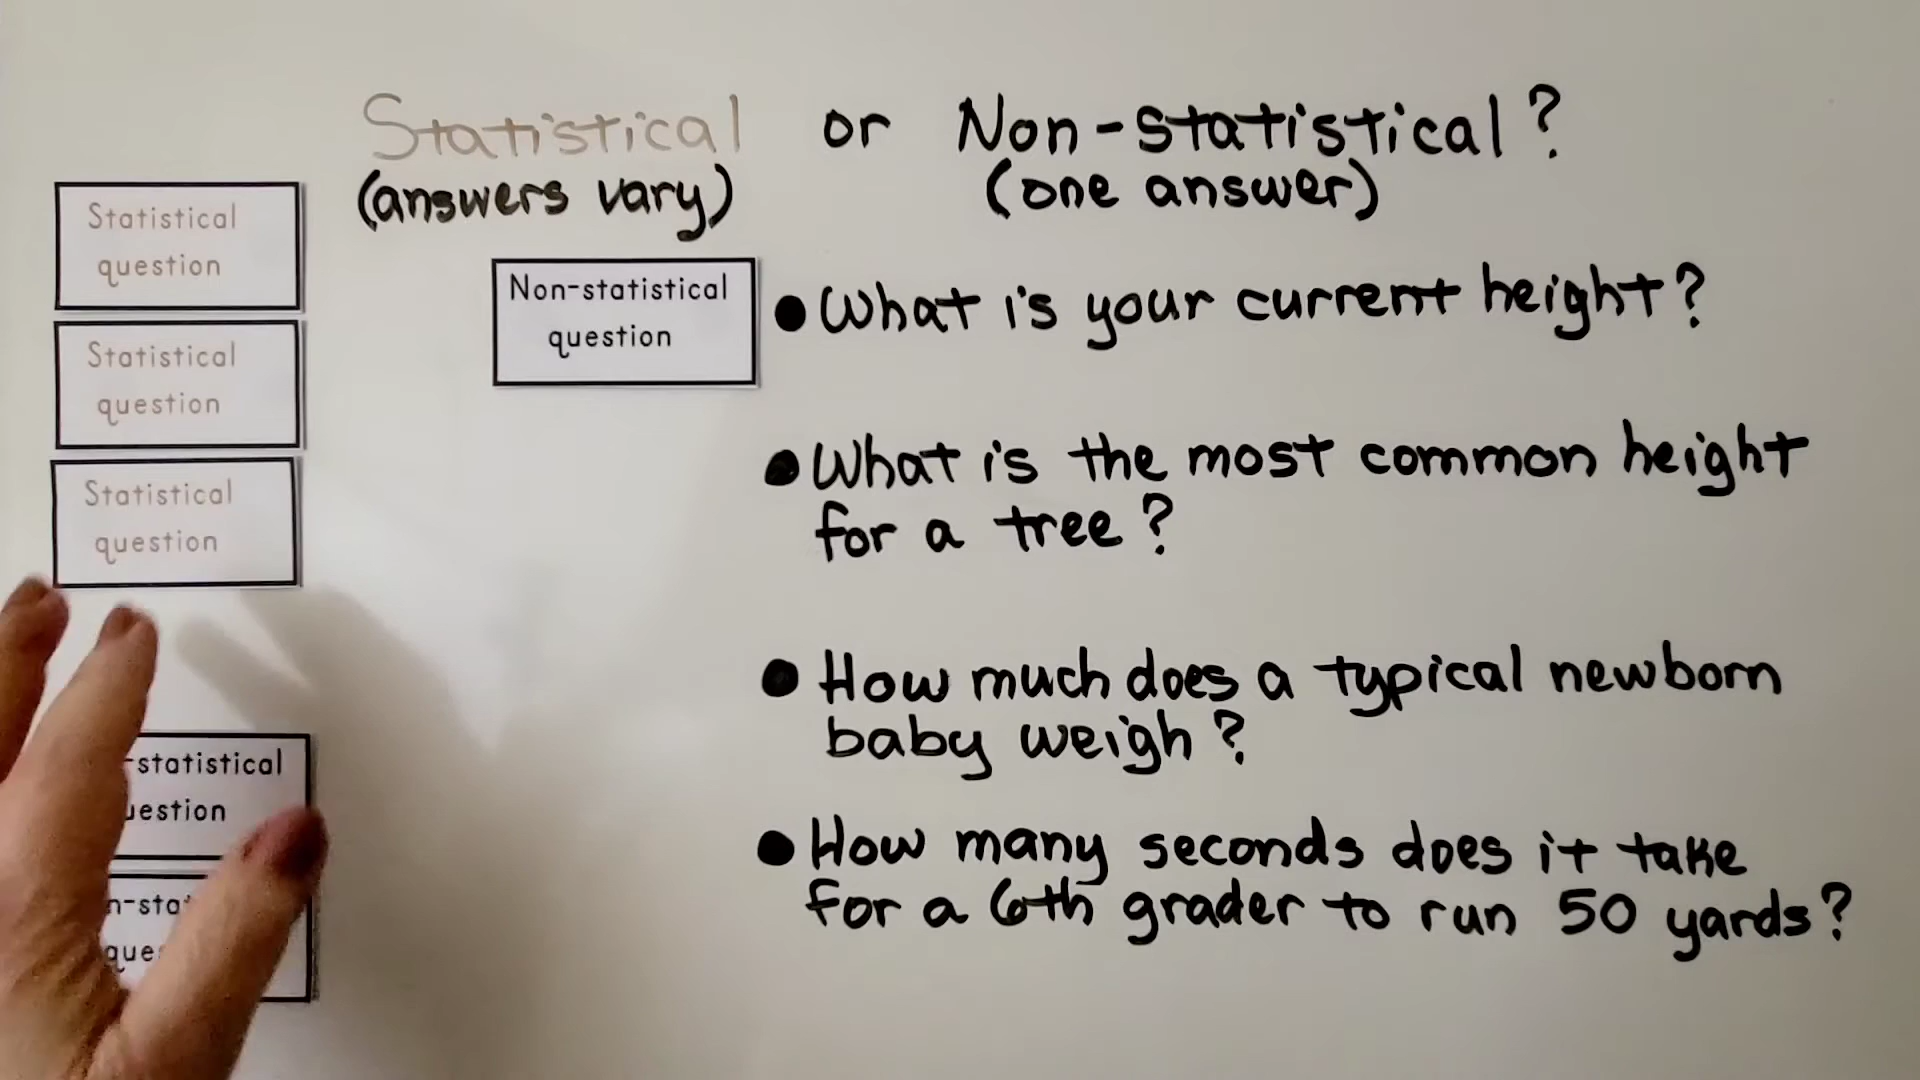 Statistical or Non-statistical?
(answers vary) (one answer)
Statistical
question
Statistical
question
Statistical
question
Non-statistical
question
• What is your current height?
• What is the most common height
for a tree?
• How much does a typical newborn
baby weigh?
• How many seconds does it take
for a 6th grader to run 50 yards?
-statistical